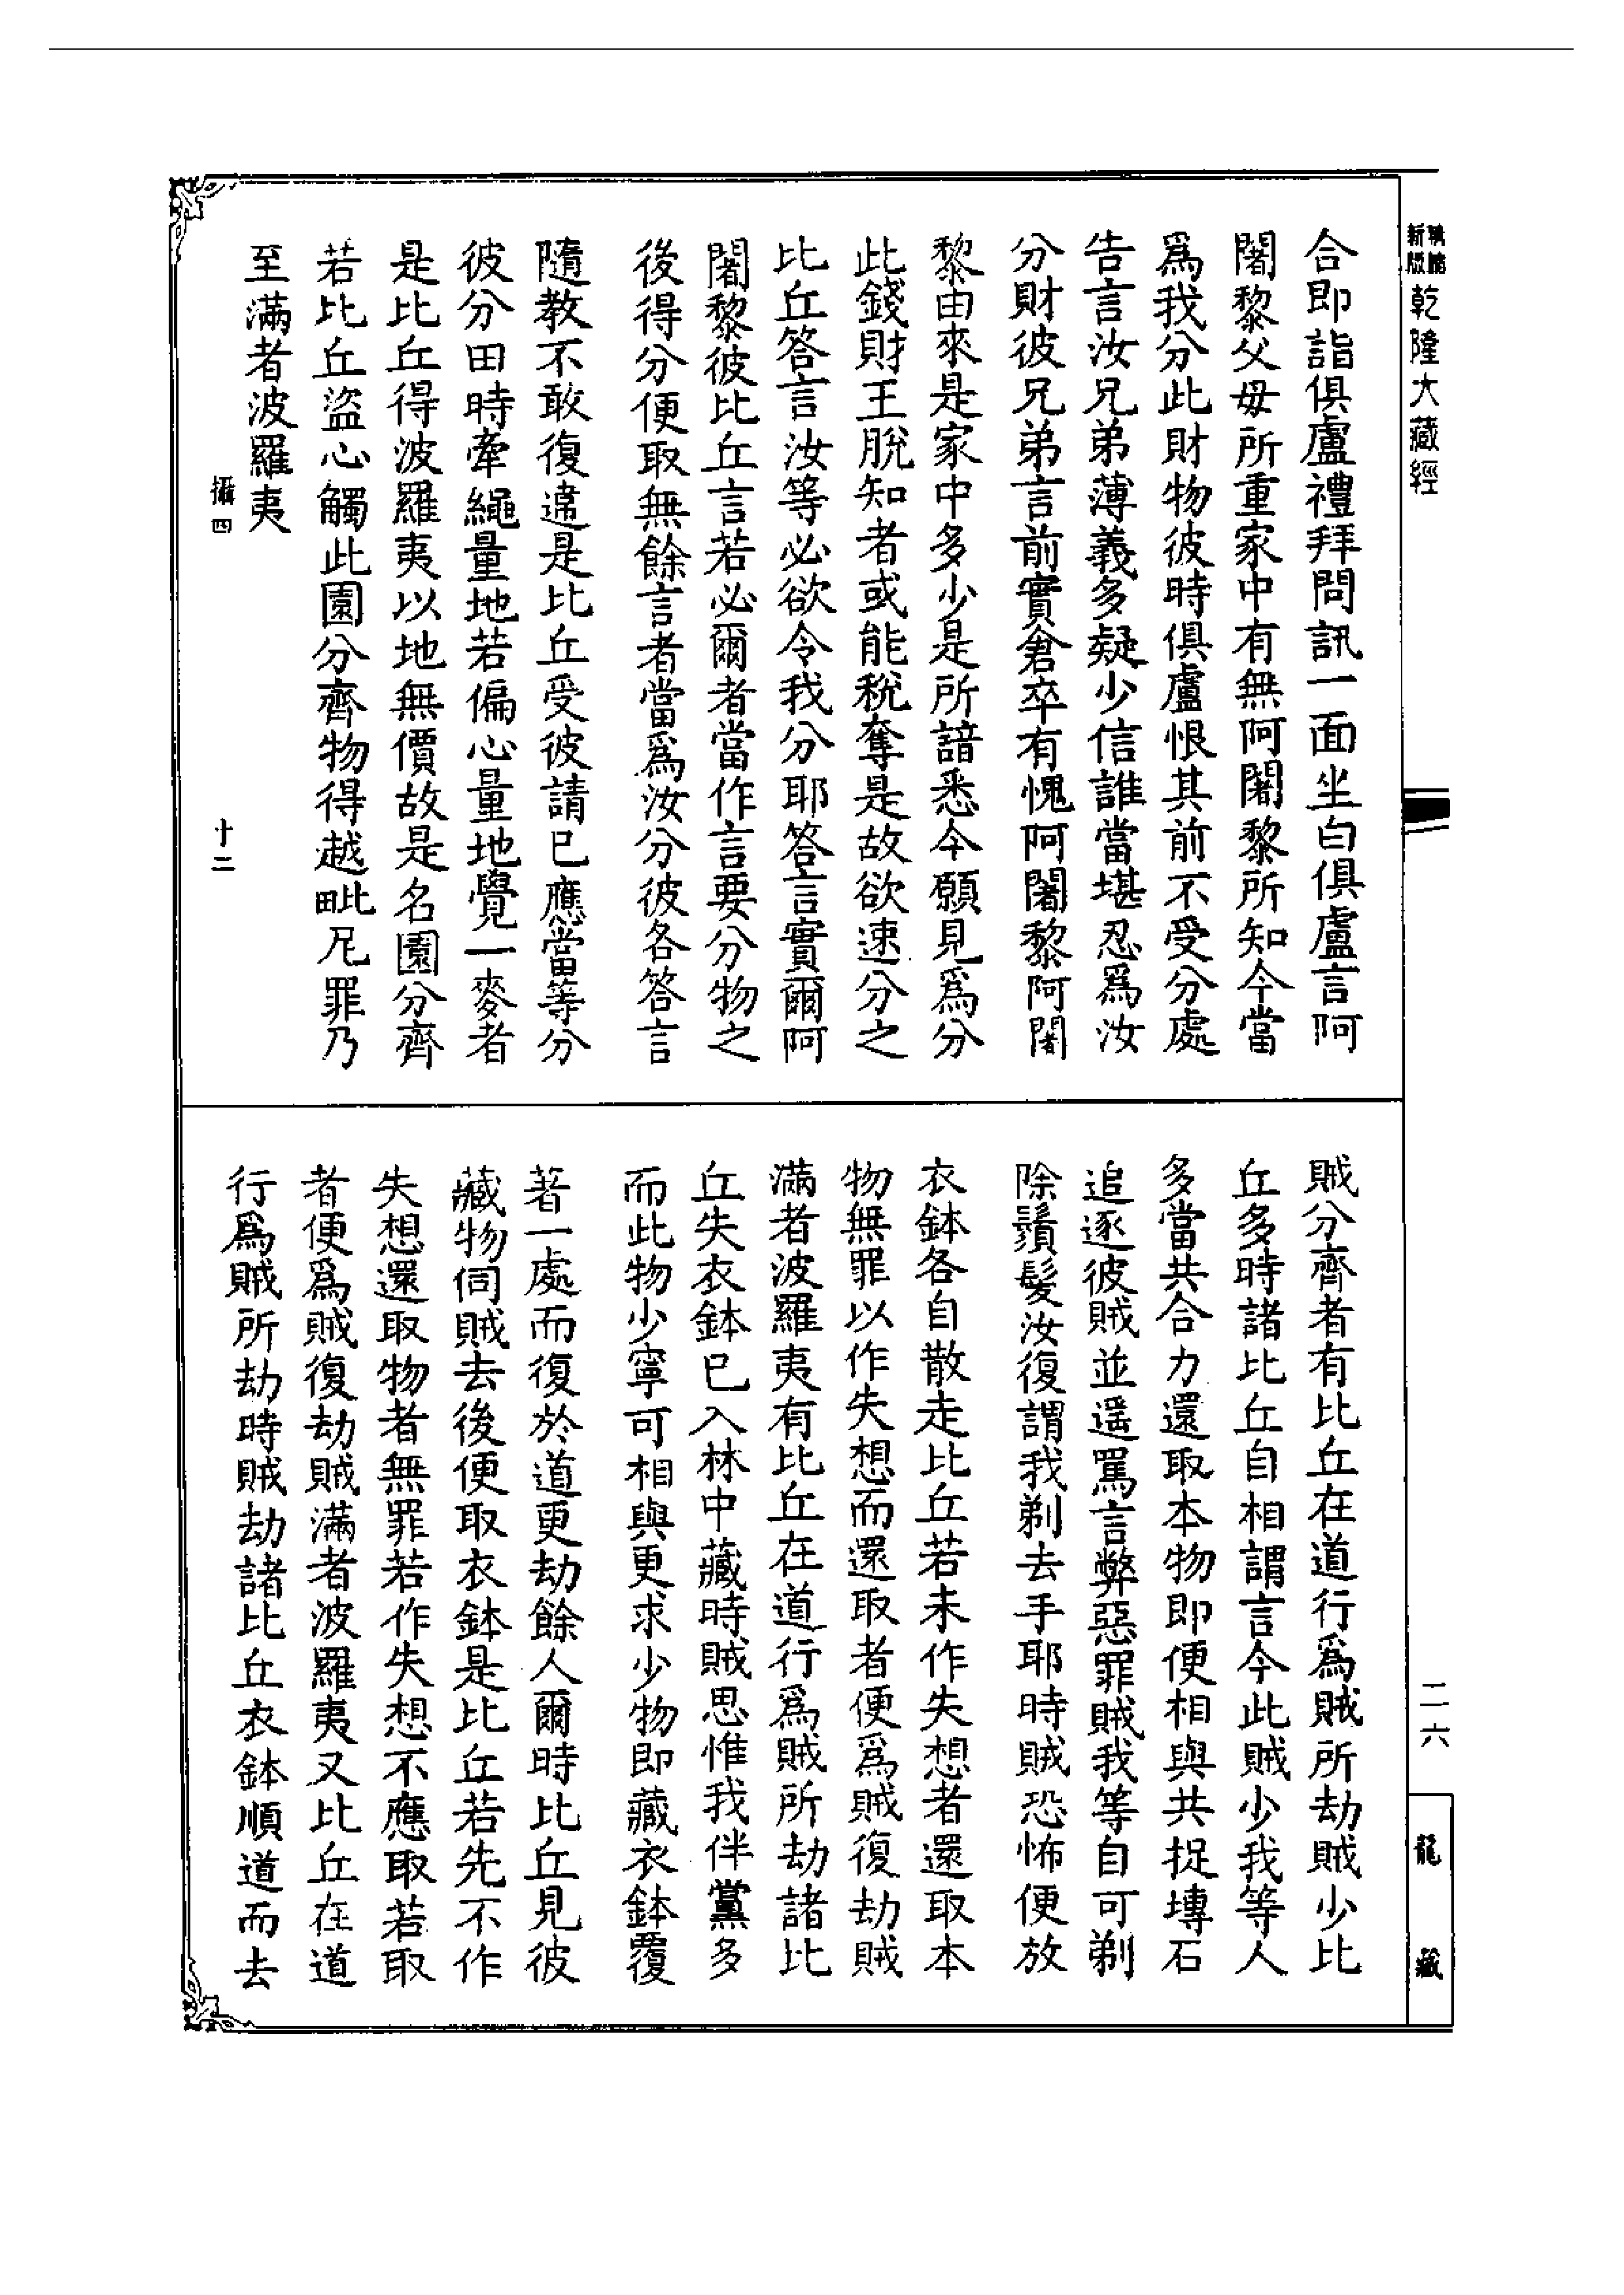 乾隆大藏經
合即詣俱盧禮拜問訊一面坐白俱盧言阿
闍黎父母所重家中有無阿闍黎所知今當
爲我分此財物彼時俱盧恨其前不受分處
告言汝兄弟薄義多疑少信誰當堪忍爲汝
分財彼兄弟言前實倉卒有愧阿闍黎阿闍
黎由來是家中多少是所諳悉今願見爲分
此錢財王脫知者或能稅奪是故欲速分之
比丘答言汝等必欲令我分耶答言實爾阿
闍黎彼比丘言若必爾者當作言要分物之
後得分便取無餘言者當爲汝分彼各答言
隨教不敢復違是比丘受彼請已應當等分
彼分田時牽繩量地若偏心量地覺一麥者
是比丘得波羅夷以地無價故是名園分齊
若比丘盜心觸此園分齊物得越毗尼罪乃
至滿者波羅夷
攝四
十二
賊分齊者有比丘在道行爲賊所劫賊少比
丘多時諸比丘自相謂言今此賊少我等人
多當共合力還取本物即便相與共捉塼石
追逐彼賊並遥罵言弊惡罪賊我等自可剃
除鬚髮汝復謂我剃去手耶時賊恐怖便放
衣鉢各自散走比丘若未作失想者還取本
物無罪以作失想而還取者便爲賊復劫賊
滿者波羅夷有比丘在道行爲賊所劫諸比
丘失衣鉢已入林中藏時賊思惟我伴黨多
而此物少寧可相與更求少物即藏衣鉢覆
著一處而復於道更劫餘人爾時比丘見彼
藏物伺賊去後便取衣鉢是比丘若先不作
失想還取物者無罪若作失想不應取若取
者便爲賊復劫賊滿者波羅夷又比丘在道
行爲賊所劫時賊劫諸比丘衣鉢順道而去
二六
龍藏